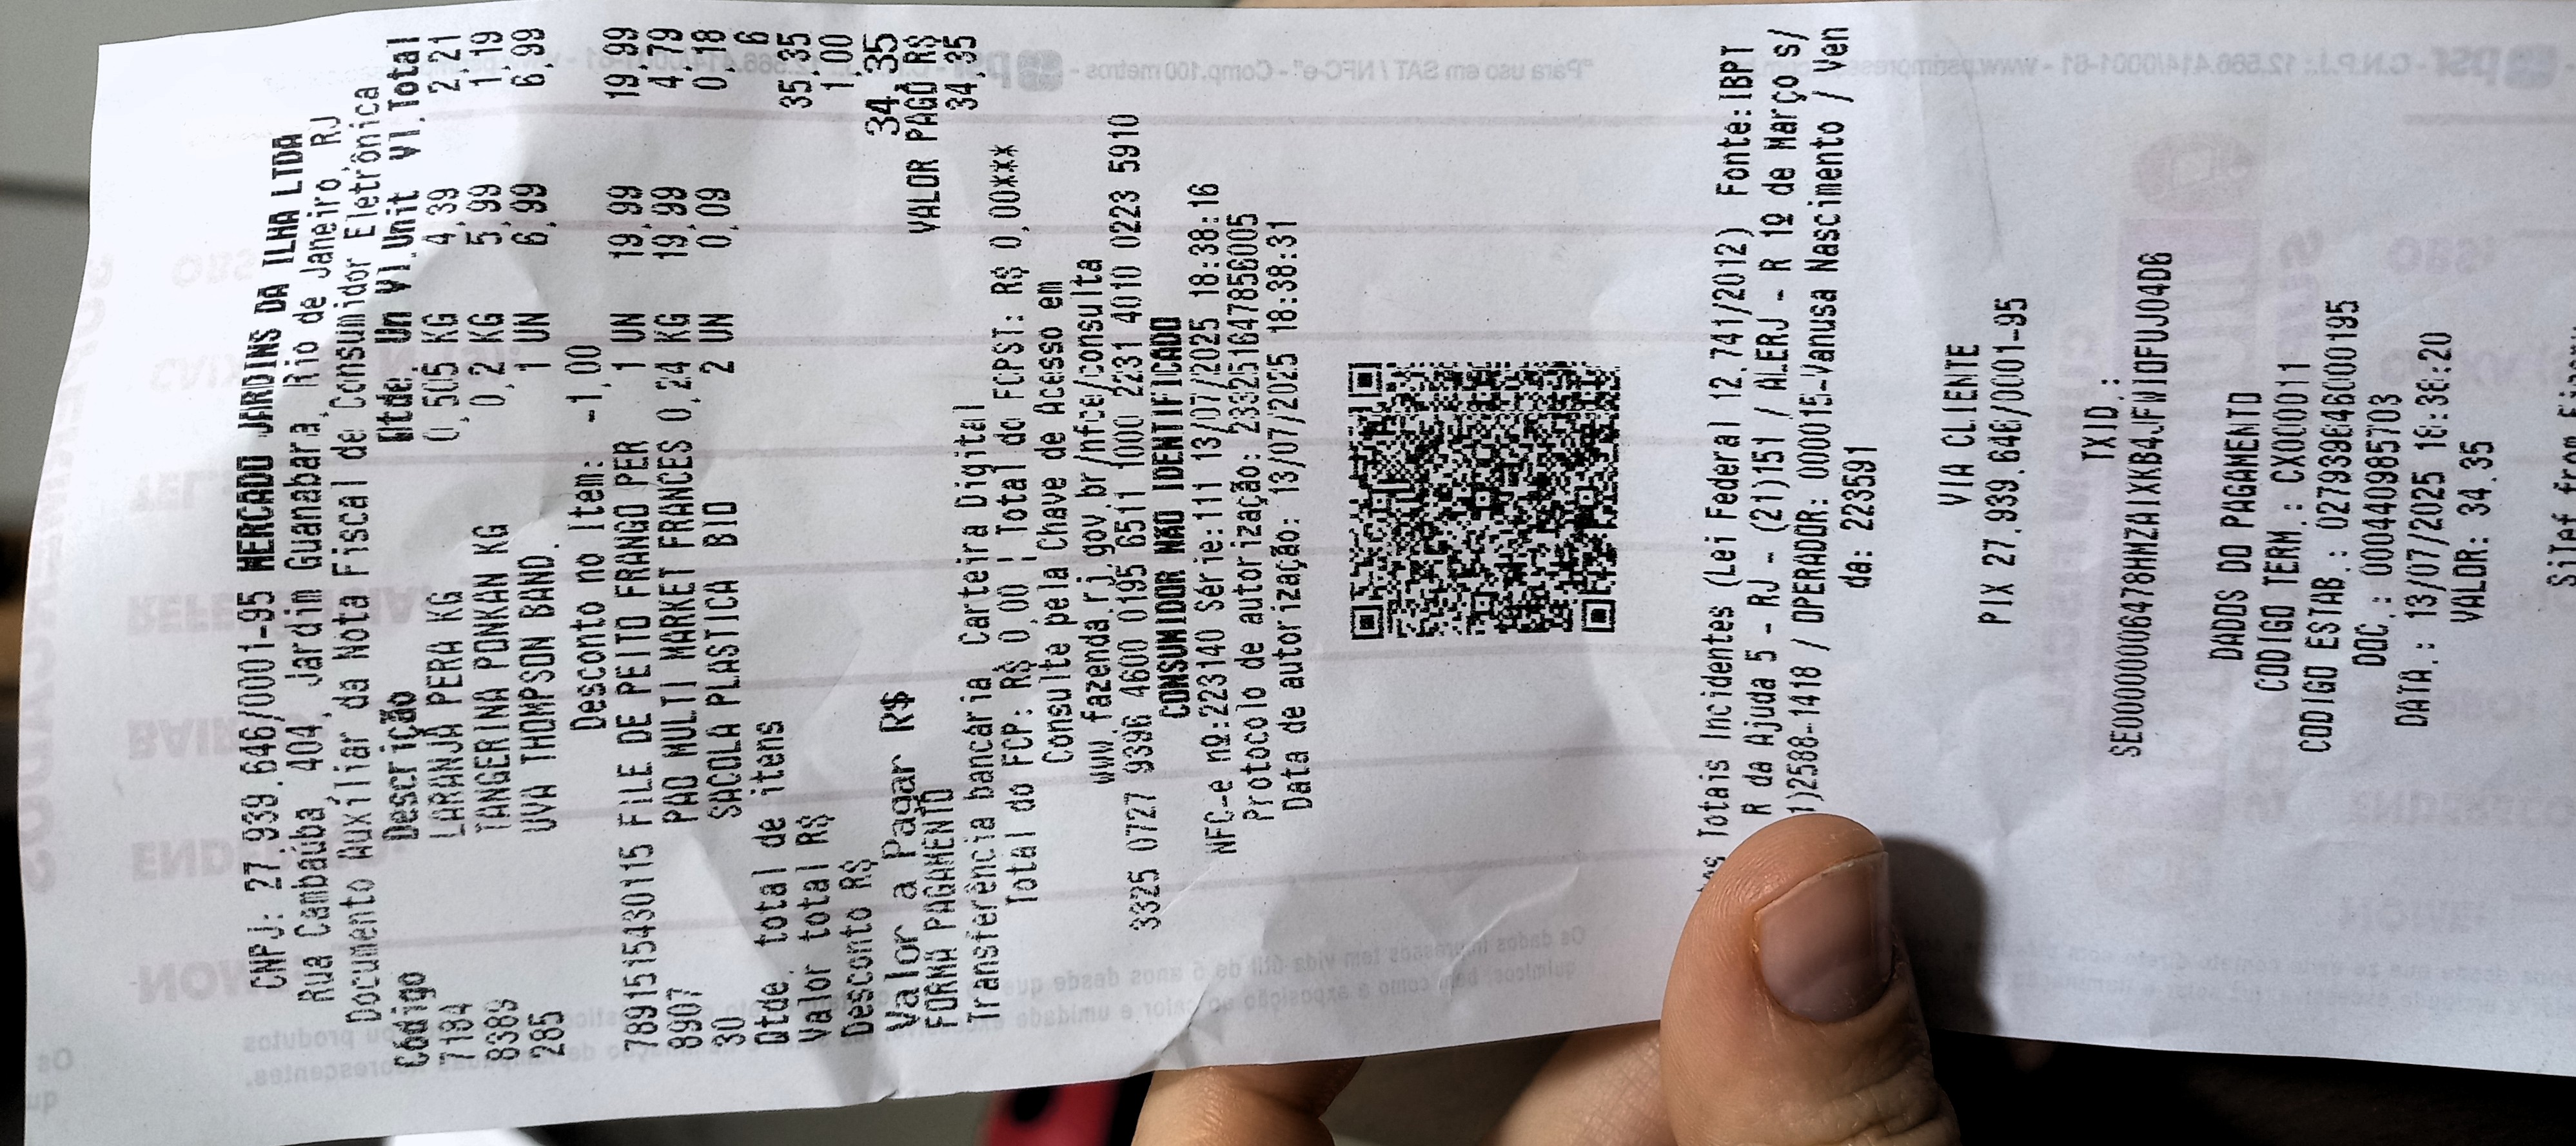 CNPJ: 27.939.646/0001-95 MERCADO JARDINS DA ILHA LTDA
Rua Cambaúba, 404, Jardim Guanabara, Rio de Janeiro, RJ
Documento Auxiliar da Nota Fiscal de Consumidor Eletrônica
Código Descrição Qtde. Un Vl.Unit Vl.Total
7184 LARANJA PERA KG 0,505 KG 4,39 2,21
8389 TANGERINA PONKAN KG 0,2 KG 5,99 1,19
285 UVA THOMPSON BAND. 1 UN 6,99 6,99
Desconto no Item: -1,00
7891515430115 FILE DE PEITO FRANGO PER 1 UN 19,99 19,99
8907 PAO MULTI MARKET FRANCES 0,24 KG 19,99 4,79
30 SACOLA PLASTICA BIO 2 UN 0,09 0,18
Qtde. total de itens 6
Valor total R$ 35,35
Desconto R$ 1,00
Valor a Pagar R$ 34,35
FORMA PAGAMENTO VALOR PAGO R$
Transferência bancária, Carteira Digital 34,35
Total do FCP: R$ 0,00 | Total do FCPST: R$ 0,00***
Consulte pela Chave de Acesso em
www.fazenda.rj.gov.br/nfce/consulta
3325 0727 9396 4600 0195 6511 1000 2231 4010 0223 5910
CONSUMIDOR NÃO IDENTIFICADO
NFC-e nº:223140 Série:111 13/07/2025 18:38:16
Protocolo de autorização: 233251647856005
Data de autorização: 13/07/2025 18:38:31
Totais Incidentes (Lei Federal 12.741/2012) Fonte:IBPT
R da Ajuda 5 - RJ - (21)151 / ALERJ - R 1º de Março s/
1)2588-1418 / OPERADOR: 000015-Vanusa Nascimento / Ven
da: 223591
VIA CLIENTE
PIX 27.939.646/0001-95
TXID.:
SE00000006478HMZAIXKB4JFWIOFUJO4D6
DADOS DO PAGAMENTO
CODIGO TERM.: CX000011
CODIGO ESTAB.: 027939646000195
DOC.: 000440985703
DATA.: 13/07/2025 18:38:20
VALOR: 34.35
SiTef from Fiserv